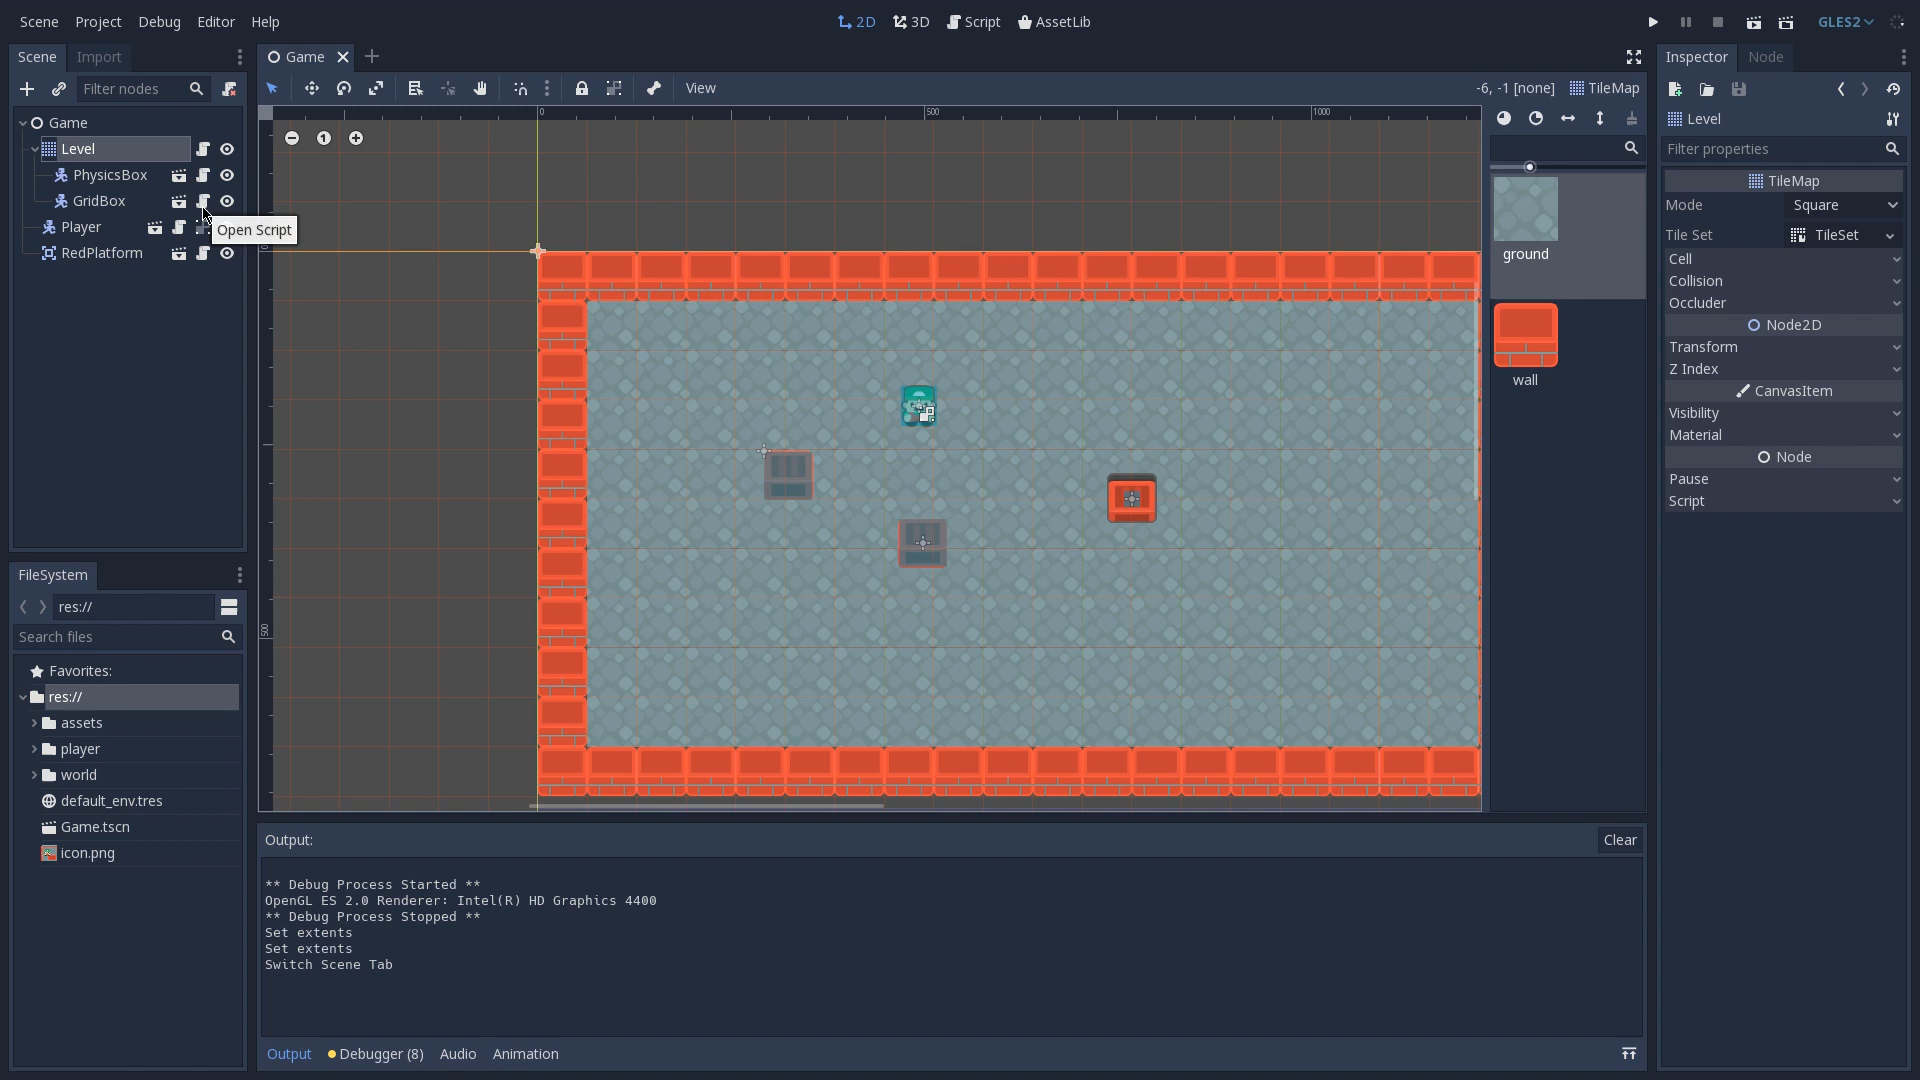 Scene Project Debug Editor Help
2D 3D Script AssetLib
GLES2
Scene Import
Filter nodes
Game
Level
PhysicsBox
GridBox
Player
RedPlatform
Open Script
FileSystem
res://
Search files
Favorites:
res://
assets
player
world
default_env.tres
Game.tscn
icon.png
Game
View
-6, -1 [none] TileMap
0 500 1000
0
500
1
ground
wall
Output:
Clear
** Debug Process Started **
OpenGL ES 2.0 Renderer: Intel(R) HD Graphics 4400
** Debug Process Stopped **
Set extents
Set extents
Switch Scene Tab
Output Debugger (8) Audio Animation
Inspector Node
Level
Filter properties
TileMap
Mode Square
Tile Set TileSet
Cell
Collision
Occluder
Node2D
Transform
Z Index
CanvasItem
Visibility
Material
Node
Pause
Script